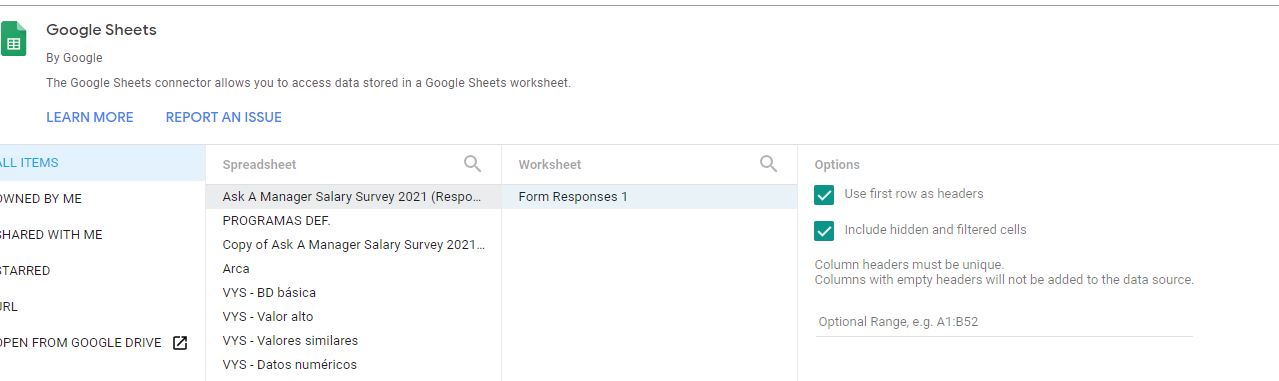 Google Sheets
By Google
The Google Sheets connector allows you to access data stored in a Google Sheets worksheet.
LEARN MORE REPORT AN ISSUE
ALL ITEMS
OWNED BY ME
SHARED WITH ME
STARRED
URL
OPEN FROM GOOGLE DRIVE
Spreadsheet
Ask A Manager Salary Survey 2021 (Respo...
PROGRAMAS DEF.
Copy of Ask A Manager Salary Survey 2021...
Arca
VYS - BD básica
VYS - Valor alto
VYS - Valores similares
VYS - Datos numéricos
Worksheet
Form Responses 1
Options
Use first row as headers
Include hidden and filtered cells
Column headers must be unique.
Columns with empty headers will not be added to the data source.
Optional Range, e.g. A1:B52